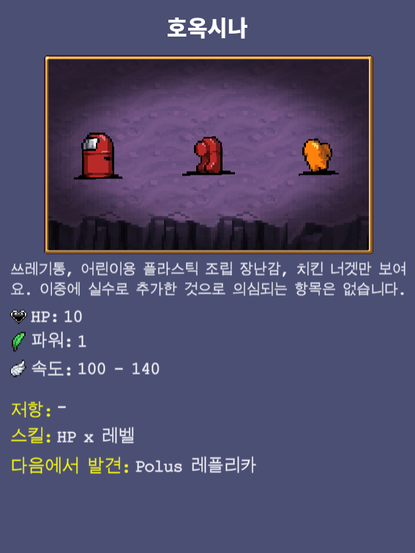 호옥시나
쓰레기통, 어린이용 플라스틱 조립 장난감, 치킨 너겟만 보여
요. 이중에 실수로 추가한 것으로 의심되는 항목은 없습니다.
HP: 10
파워: 1
속도: 100 - 140
저항: -
스킬: HP x 레벨
다음에서 발견: Polus 레플리카